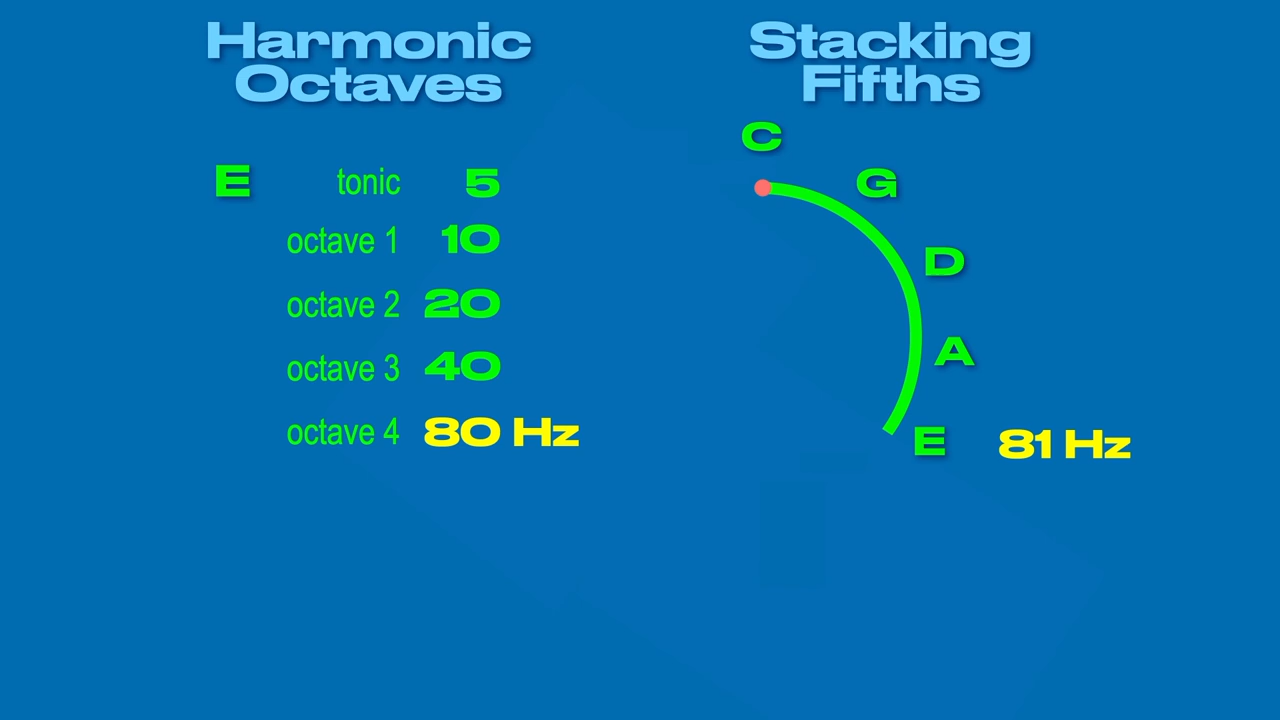 Harmonic
Octaves
E tonic 5
octave 1 10
octave 2 20
octave 3 40
octave 4 80 Hz
Stacking
Fifths
C
G
D
A
E 81 Hz